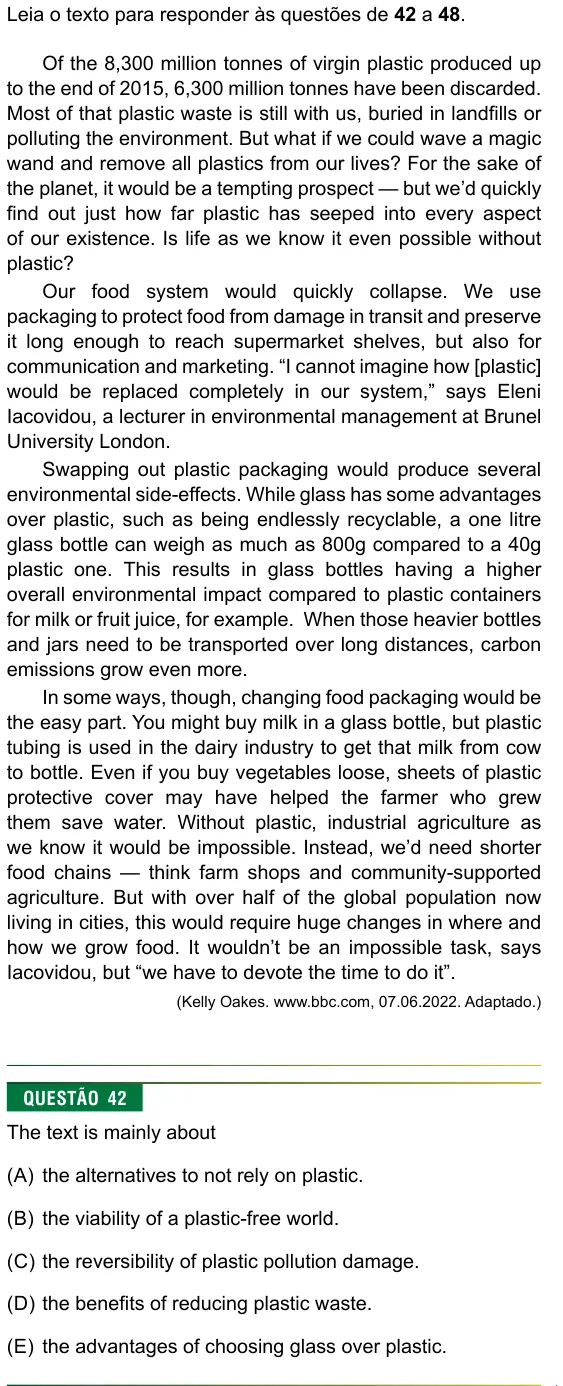 Leia o texto para responder às questões de 42 a 48.
Of the 8,300 million tonnes of virgin plastic produced up
to the end of 2015, 6,300 million tonnes have been discarded.
Most of that plastic waste is still with us, buried in landfills or
polluting the environment. But what if we could wave a magic
wand and remove all plastics from our lives? For the sake of
the planet, it would be a tempting prospect — but we’d quickly
find out just how far plastic has seeped into every aspect
of our existence. Is life as we know it even possible without
plastic?
Our food system would quickly collapse. We use
packaging to protect food from damage in transit and preserve
it long enough to reach supermarket shelves, but also for
communication and marketing. “I cannot imagine how [plastic]
would be replaced completely in our system,” says Eleni
Iacovidou, a lecturer in environmental management at Brunel
University London.
Swapping out plastic packaging would produce several
environmental side-effects. While glass has some advantages
over plastic, such as being endlessly recyclable, a one litre
glass bottle can weigh as much as 800g compared to a 40g
plastic one. This results in glass bottles having a higher
overall environmental impact compared to plastic containers
for milk or fruit juice, for example. When those heavier bottles
and jars need to be transported over long distances, carbon
emissions grow even more.
In some ways, though, changing food packaging would be
the easy part. You might buy milk in a glass bottle, but plastic
tubing is used in the dairy industry to get that milk from cow
to bottle. Even if you buy vegetables loose, sheets of plastic
protective cover may have helped the farmer who grew
them save water. Without plastic, industrial agriculture as
we know it would be impossible. Instead, we’d need shorter
food chains — think farm shops and community-supported
agriculture. But with over half of the global population now
living in cities, this would require huge changes in where and
how we grow food. It wouldn’t be an impossible task, says
Iacovidou, but “we have to devote the time to do it”.
(Kelly Oakes. www.bbc.com, 07.06.2022. Adaptado.)
QUESTÃO 42
The text is mainly about
(A) the alternatives to not rely on plastic.
(B) the viability of a plastic-free world.
(C) the reversibility of plastic pollution damage.
(D) the benefits of reducing plastic waste.
(E) the advantages of choosing glass over plastic.